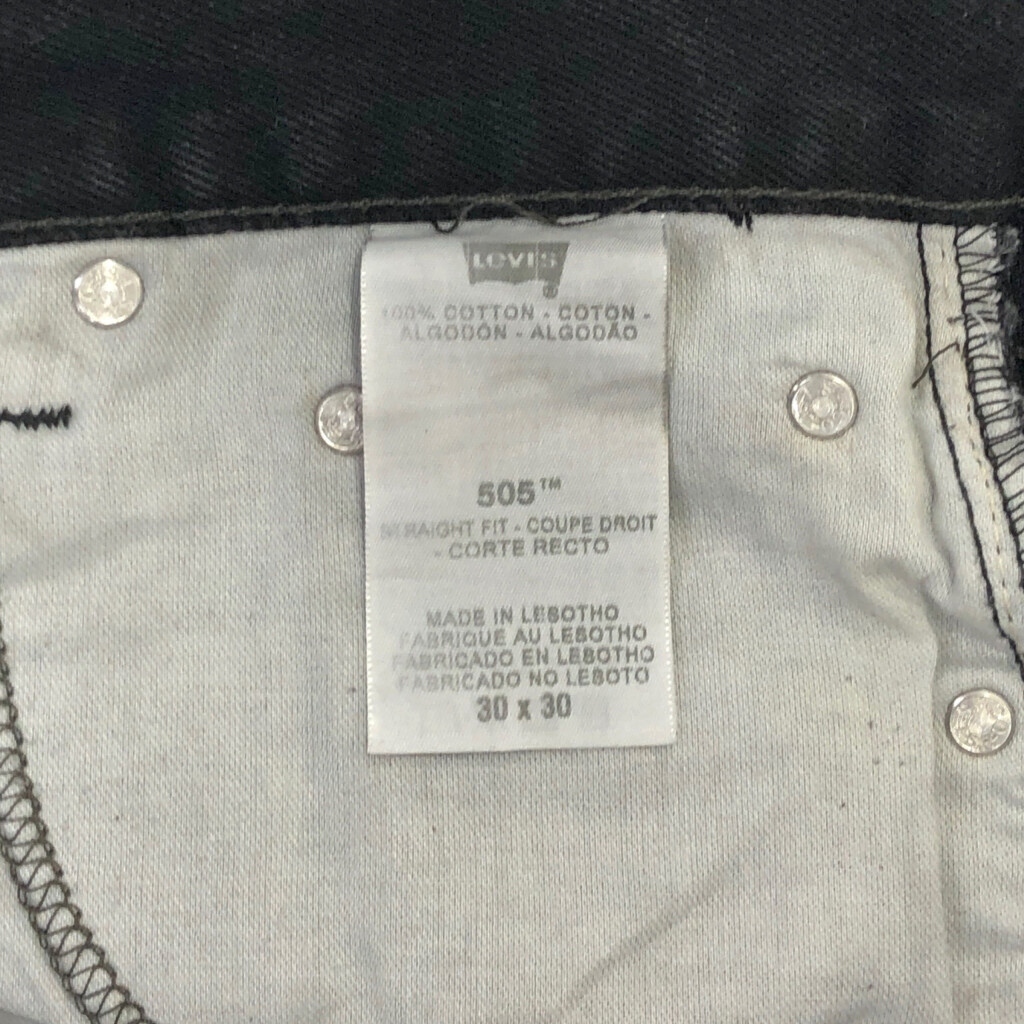 LEVI'S
®
100% COTTON - COTON -
ALGODÓN - ALGODÃO
505™
STRAIGHT FIT - COUPE DROIT
- CORTE RECTO
MADE IN LESOTHO
FABRIQUE AU LESOTHO
FABRICADO EN LESOTHO
FABRICADO NO LESOTO
30 x 30